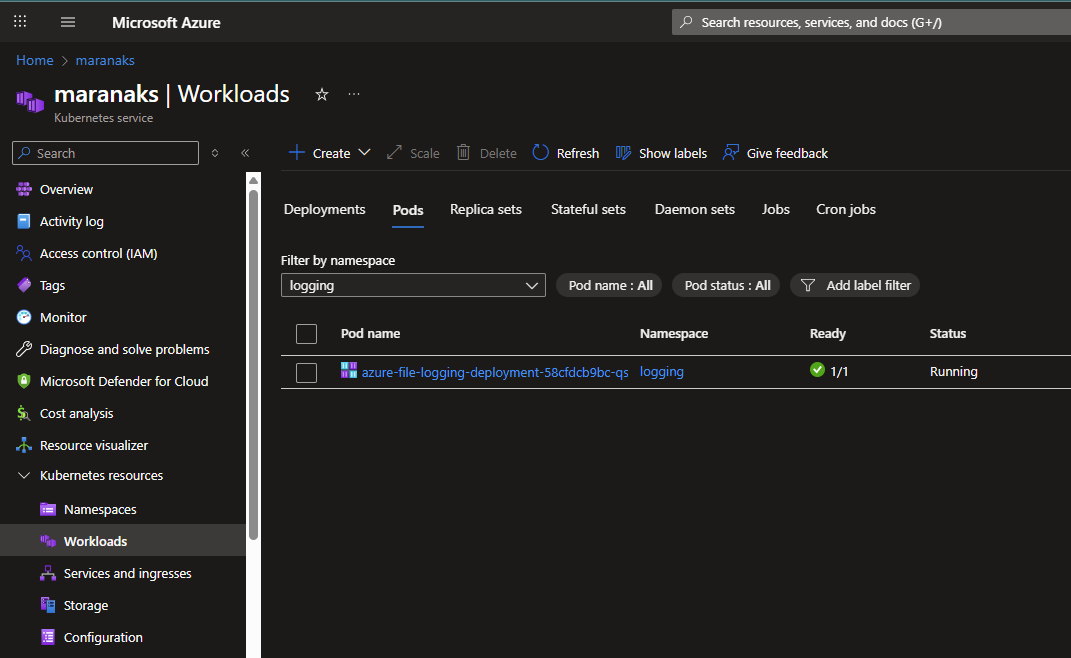 Microsoft Azure
Search resources, services, and docs (G+/)
Home > maranaks
maranaks | Workloads
Kubernetes service
Search
Create
Scale
Delete
Refresh
Show labels
Give feedback
Overview
Activity log
Access control (IAM)
Tags
Monitor
Diagnose and solve problems
Microsoft Defender for Cloud
Cost analysis
Resource visualizer
Kubernetes resources
Namespaces
Workloads
Services and ingresses
Storage
Configuration
Deployments
Pods
Replica sets
Stateful sets
Daemon sets
Jobs
Cron jobs
Filter by namespace
logging
Pod name : All
Pod status : All
Add label filter
Pod name Namespace Ready Status
azure-file-logging-deployment-58cfdcb9bc-qs logging 1/1 Running